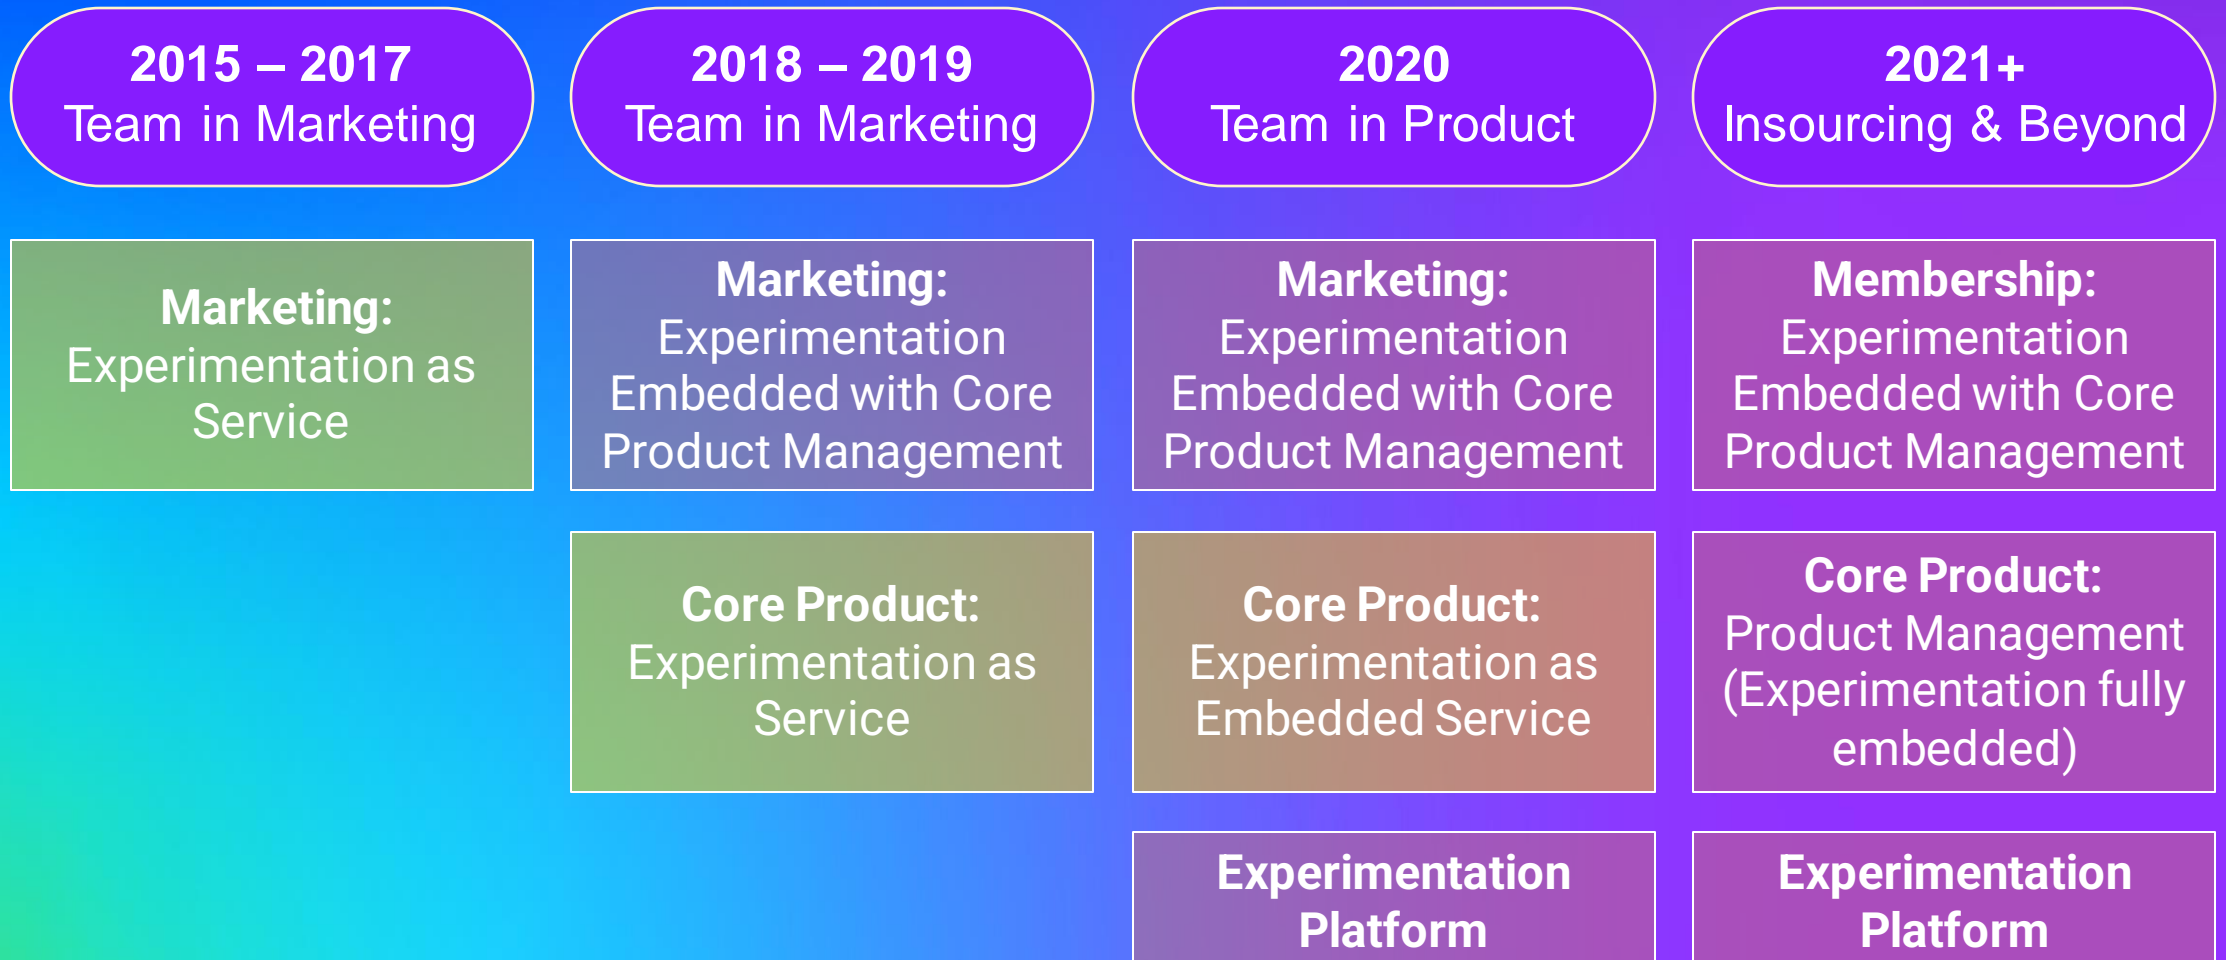 2015 – 2017
Team in Marketing
2018 – 2019
Team in Marketing
2020
Team in Product
2021+
Insourcing & Beyond
Marketing:
Experimentation as
Service
Marketing:
Experimentation
Embedded with Core
Product Management
Marketing:
Experimentation
Embedded with Core
Product Management
Membership:
Experimentation
Embedded with Core
Product Management
Core Product:
Experimentation as
Service
Core Product:
Experimentation as
Embedded Service
Core Product:
Product Management
(Experimentation fully
embedded)
Experimentation
Platform
Experimentation
Platform